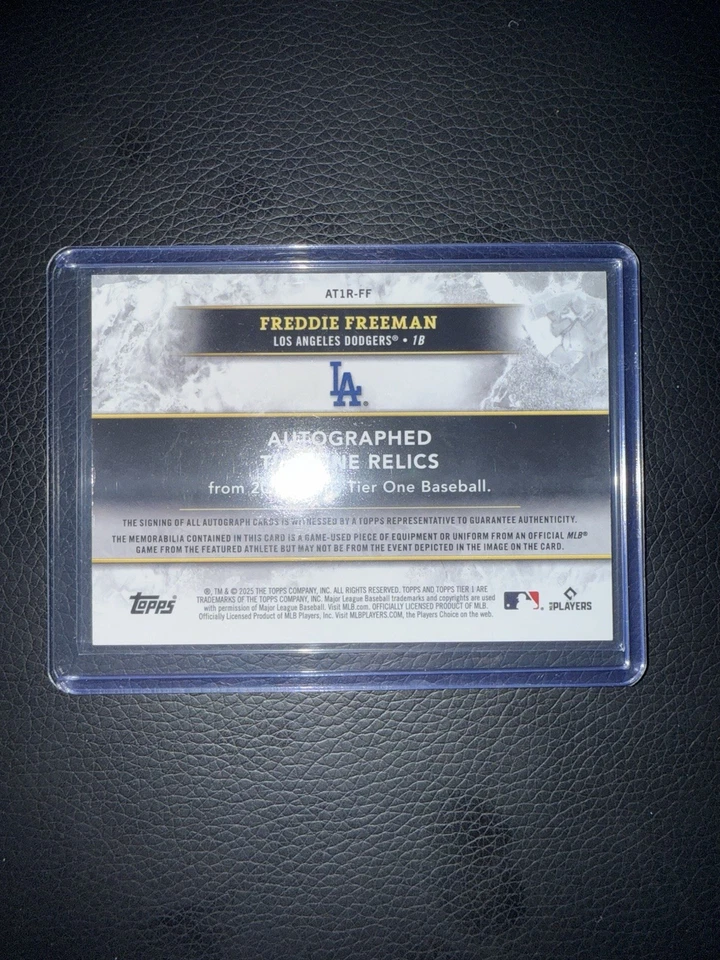 AT1R-FF
FREDDIE FREEMAN
LOS ANGELES DODGERS® • 1B
LA®
AUTOGRAPHED
RELICS
from Tier One Baseball.
THE SIGNING OF ALL AUTOGRAPH CARDS IS WITNESSED BY A TOPPS REPRESENTATIVE TO GUARANTEE AUTHENTICITY.
THE MEMORABILIA CONTAINED IN THIS CARD IS A GAME-USED PIECE OF EQUIPMENT OR UNIFORM FROM AN OFFICIAL MLB®
GAME FROM THE FEATURED ATHLETE BUT MAY NOT BE FROM THE EVENT DEPICTED IN THE IMAGE ON THE CARD.
®, TM & © 2025 THE TOPPS COMPANY, INC. ALL RIGHTS RESERVED. TOPPS AND TOPPS TIER 1 ARE
TRADEMARKS OF THE TOPPS COMPANY, INC. Major League Baseball trademarks and copyrights are used
with permission of Major League Baseball. Visit MLB.com. OFFICIALLY LICENSED PRODUCT OF MLB.
Officially Licensed Product of MLB Players, Inc. Visit MLBPLAYERS.COM, the Players Choice on the web.
topps®
MLB PLAYERS